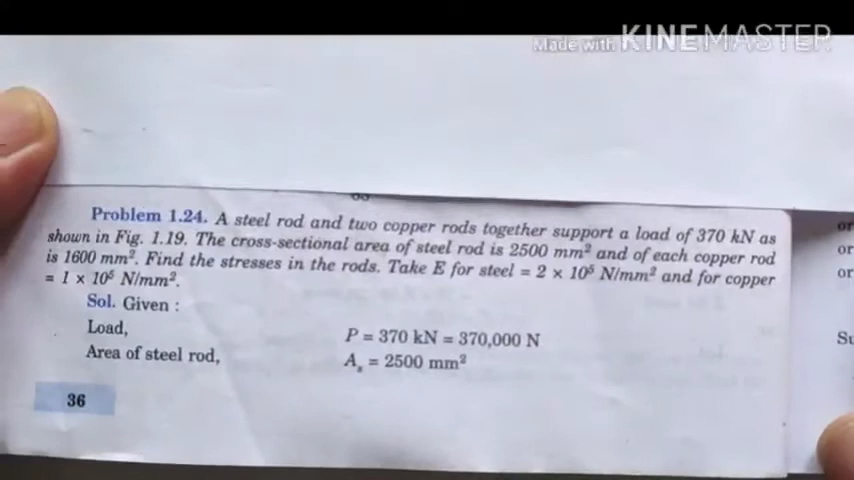 Made with KINEMASTER
Problem 1.24. A steel rod and two copper rods together support a load of 370 kN as
shown in Fig. 1.19. The cross-sectional area of steel rod is 2500 mm² and of each copper rod
is 1600 mm². Find the stresses in the rods. Take E for steel = 2 × 10⁵ N/mm² and for copper
= 1 × 10⁵ N/mm².
Sol. Given :
Load, P = 370 kN = 370,000 N
Area of steel rod, Aₛ = 2500 mm²
36
or
or
or